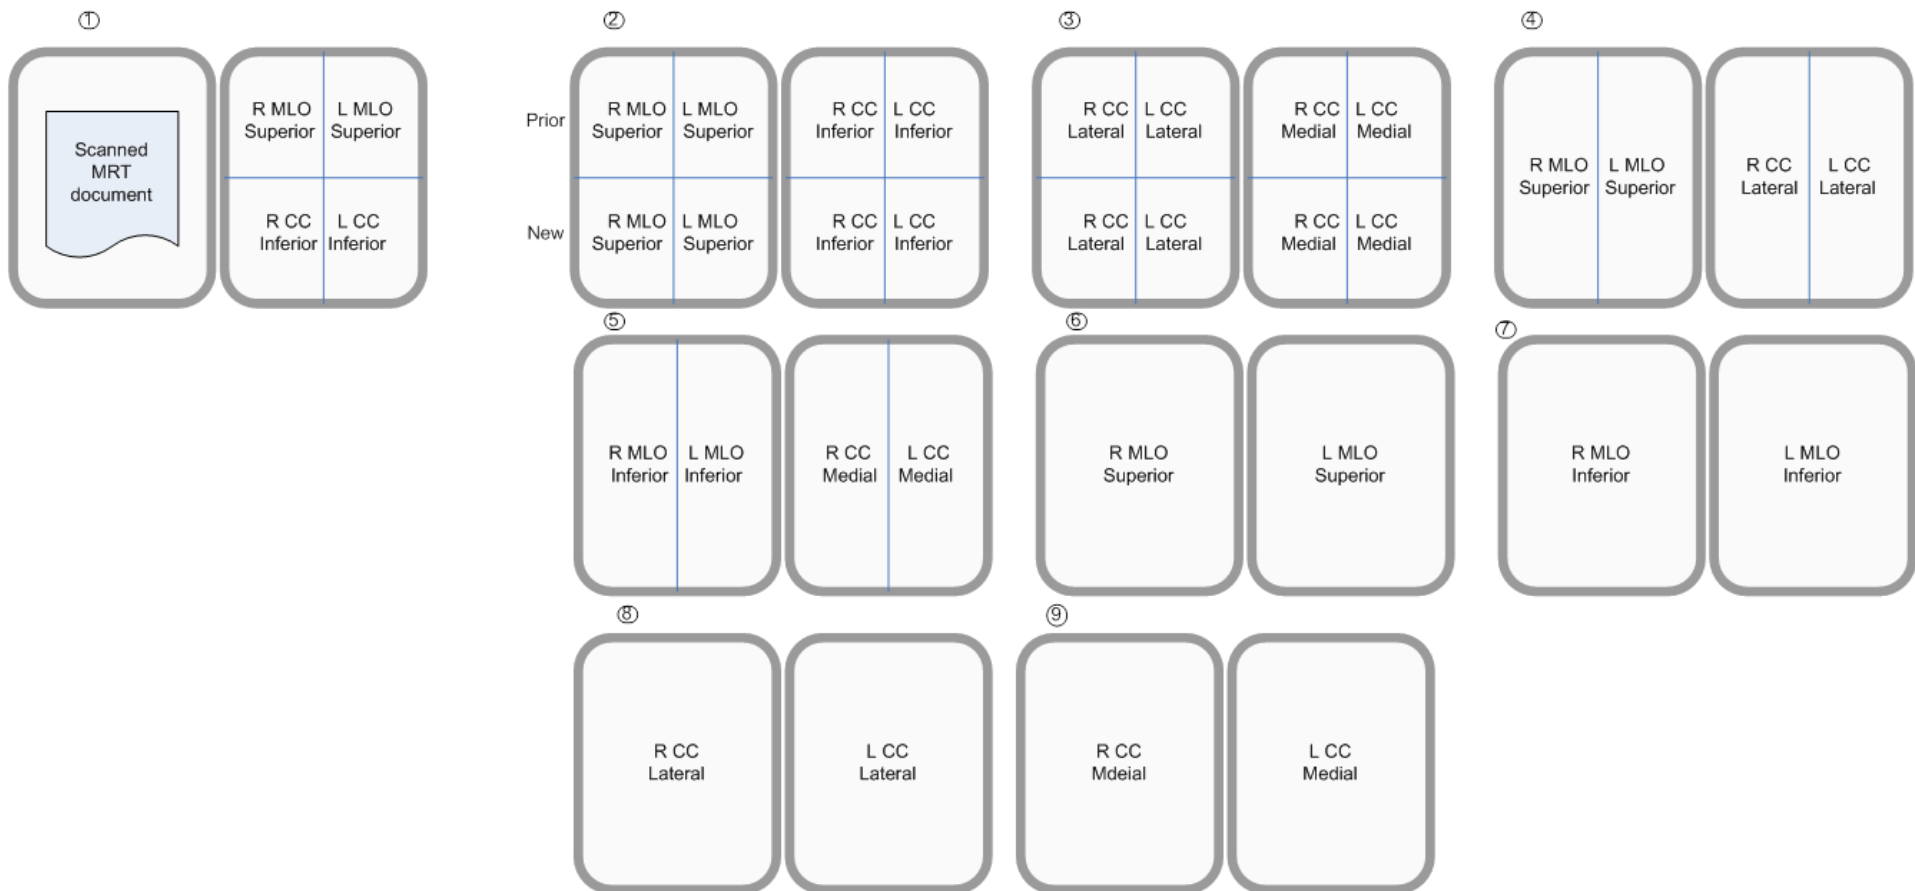 ①
Scanned
MRT
document
R MLO
Superior
L MLO
Superior
R CC
Inferior
L CC
Inferior
②
Prior
New
R MLO
Superior
L MLO
Superior
R MLO
Superior
L MLO
Superior
R CC
Inferior
L CC
Inferior
R CC
Inferior
L CC
Inferior
③
R CC
Lateral
L CC
Lateral
R CC
Lateral
L CC
Lateral
R CC
Medial
L CC
Medial
R CC
Medial
L CC
Medial
④
R MLO
Superior
L MLO
Superior
R CC
Lateral
L CC
Lateral
⑤
R MLO
Inferior
L MLO
Inferior
R CC
Medial
L CC
Medial
⑥
R MLO
Superior
L MLO
Superior
⑦
R MLO
Inferior
L MLO
Inferior
⑧
R CC
Lateral
L CC
Lateral
⑨
R CC
Mdeial
L CC
Medial